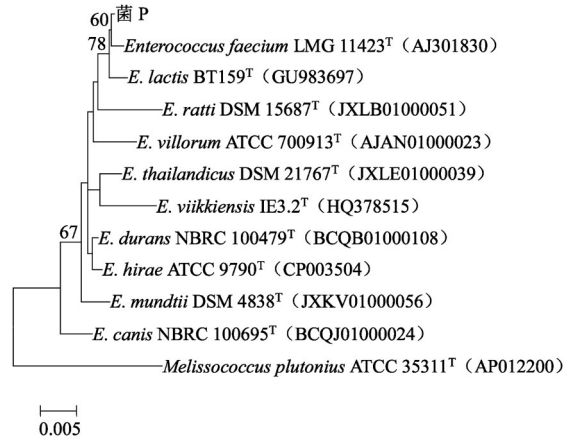 60
菌 P
78
Enterococcus faecium LMG 11423ᵀ（AJ301830）
E. lactis BT159ᵀ（GU983697）
E. ratti DSM 15687ᵀ（JXLB01000051）
E. villorum ATCC 700913ᵀ（AJAN01000023）
E. thailandicus DSM 21767ᵀ（JXLE01000039）
E. viikkiensis IE3.2ᵀ（HQ378515）
67
E. durans NBRC 100479ᵀ（BCQB01000108）
E. hirae ATCC 9790ᵀ（CP003504）
E. mundtii DSM 4838ᵀ（JXKV01000056）
E. canis NBRC 100695ᵀ（BCQJ01000024）
Melissococcus plutonius ATCC 35311ᵀ（AP012200）
0.005